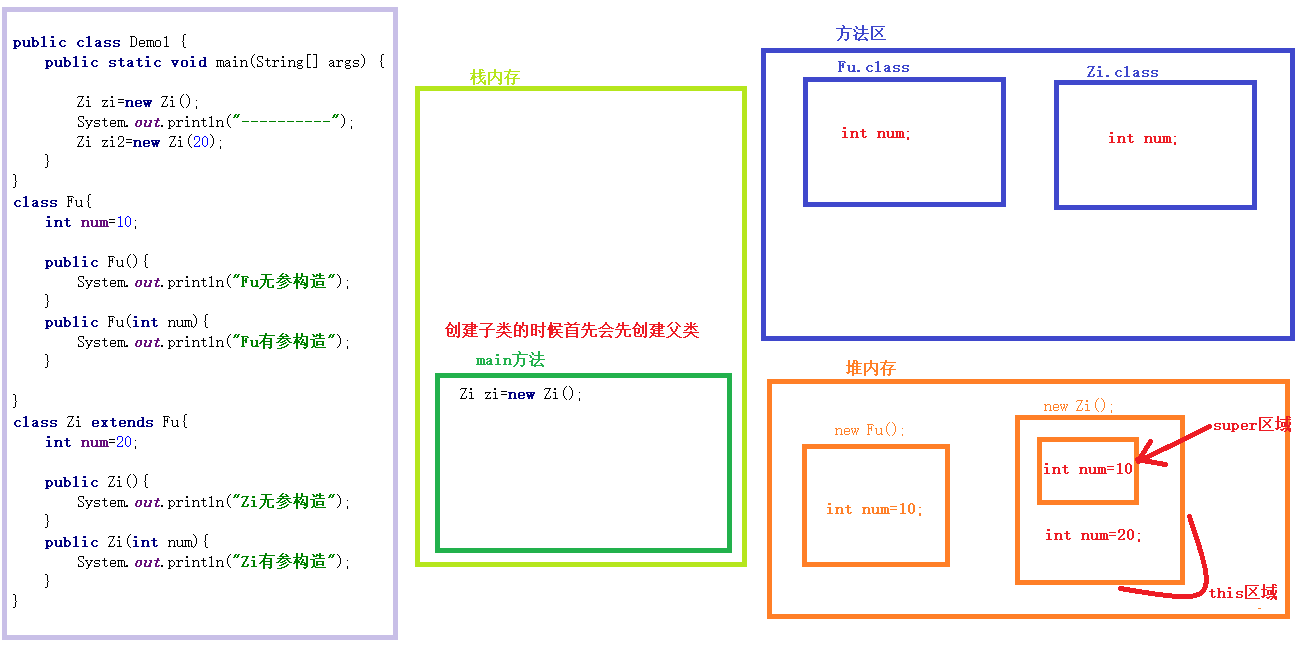 public class Demo1 {
public static void main(String[] args) {
Zi zi=new Zi();
System.out.println("----------");
Zi zi2=new Zi(20);
}
}
class Fu{
int num=10;
public Fu(){
System.out.println("Fu无参构造");
}
public Fu(int num){
System.out.println("Fu有参构造");
}
}
class Zi extends Fu{
int num=20;
public Zi(){
System.out.println("Zi无参构造");
}
public Zi(int num){
System.out.println("Zi有参构造");
}
}
栈内存
创建子类的时候首先会先创建父类
main方法
Zi zi=new Zi();
方法区
Fu.class
int num;
Zi.class
int num;
堆内存
new Fu();
int num=10;
new Zi();
int num=10
int num=20;
super区域
this区域